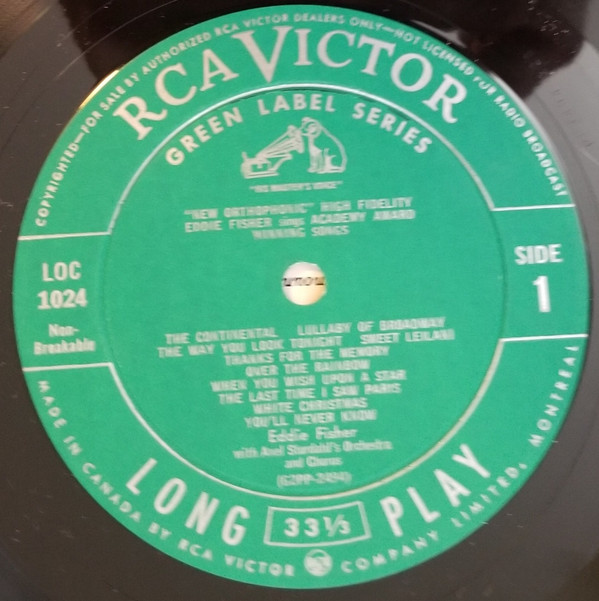 COPYRIGHTED—FOR SALE BY AUTHORIZED RCA VICTOR DEALERS ONLY—NOT LICENSED FOR RADIO BROADCAST
RCA VICTOR
GREEN LABEL SERIES
"HIS MASTER'S VOICE"
"NEW ORTHOPHONIC" HIGH FIDELITY
EDDIE FISHER sings ACADEMY AWARD
WINNING SONGS
LOC
1024
Non-
Breakable
SIDE
1
THE CONTINENTAL LULLABY OF BROADWAY
THE WAY YOU LOOK TONIGHT SWEET LEILANI
THANKS FOR THE MEMORY
OVER THE RAINBOW
WHEN YOU WISH UPON A STAR
THE LAST TIME I SAW PARIS
WHITE CHRISTMAS
YOU'LL NEVER KNOW
Eddie Fisher
with Axel Stordahl's Orchestra
and Chorus
(G2PP-2494)
LONG 33⅓ PLAY
MADE IN CANADA BY RCA VICTOR COMPANY LIMITED, MONTREAL